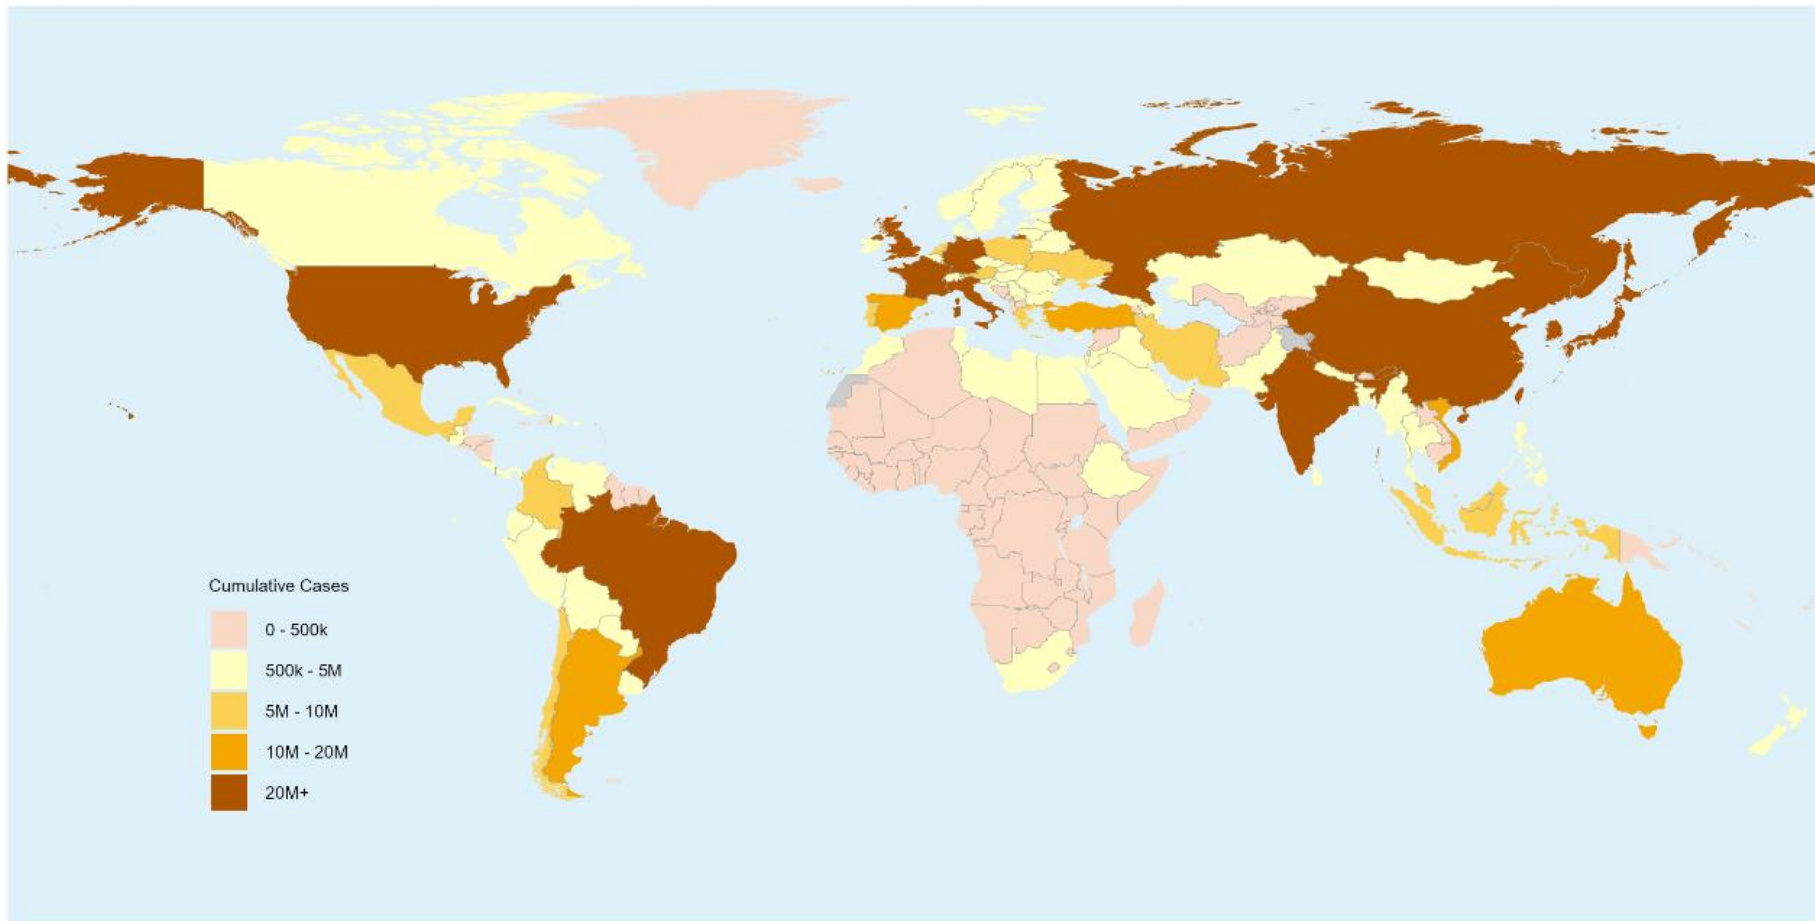 Cumulative Cases
0 - 500k
500k - 5M
5M - 10M
10M - 20M
20M+